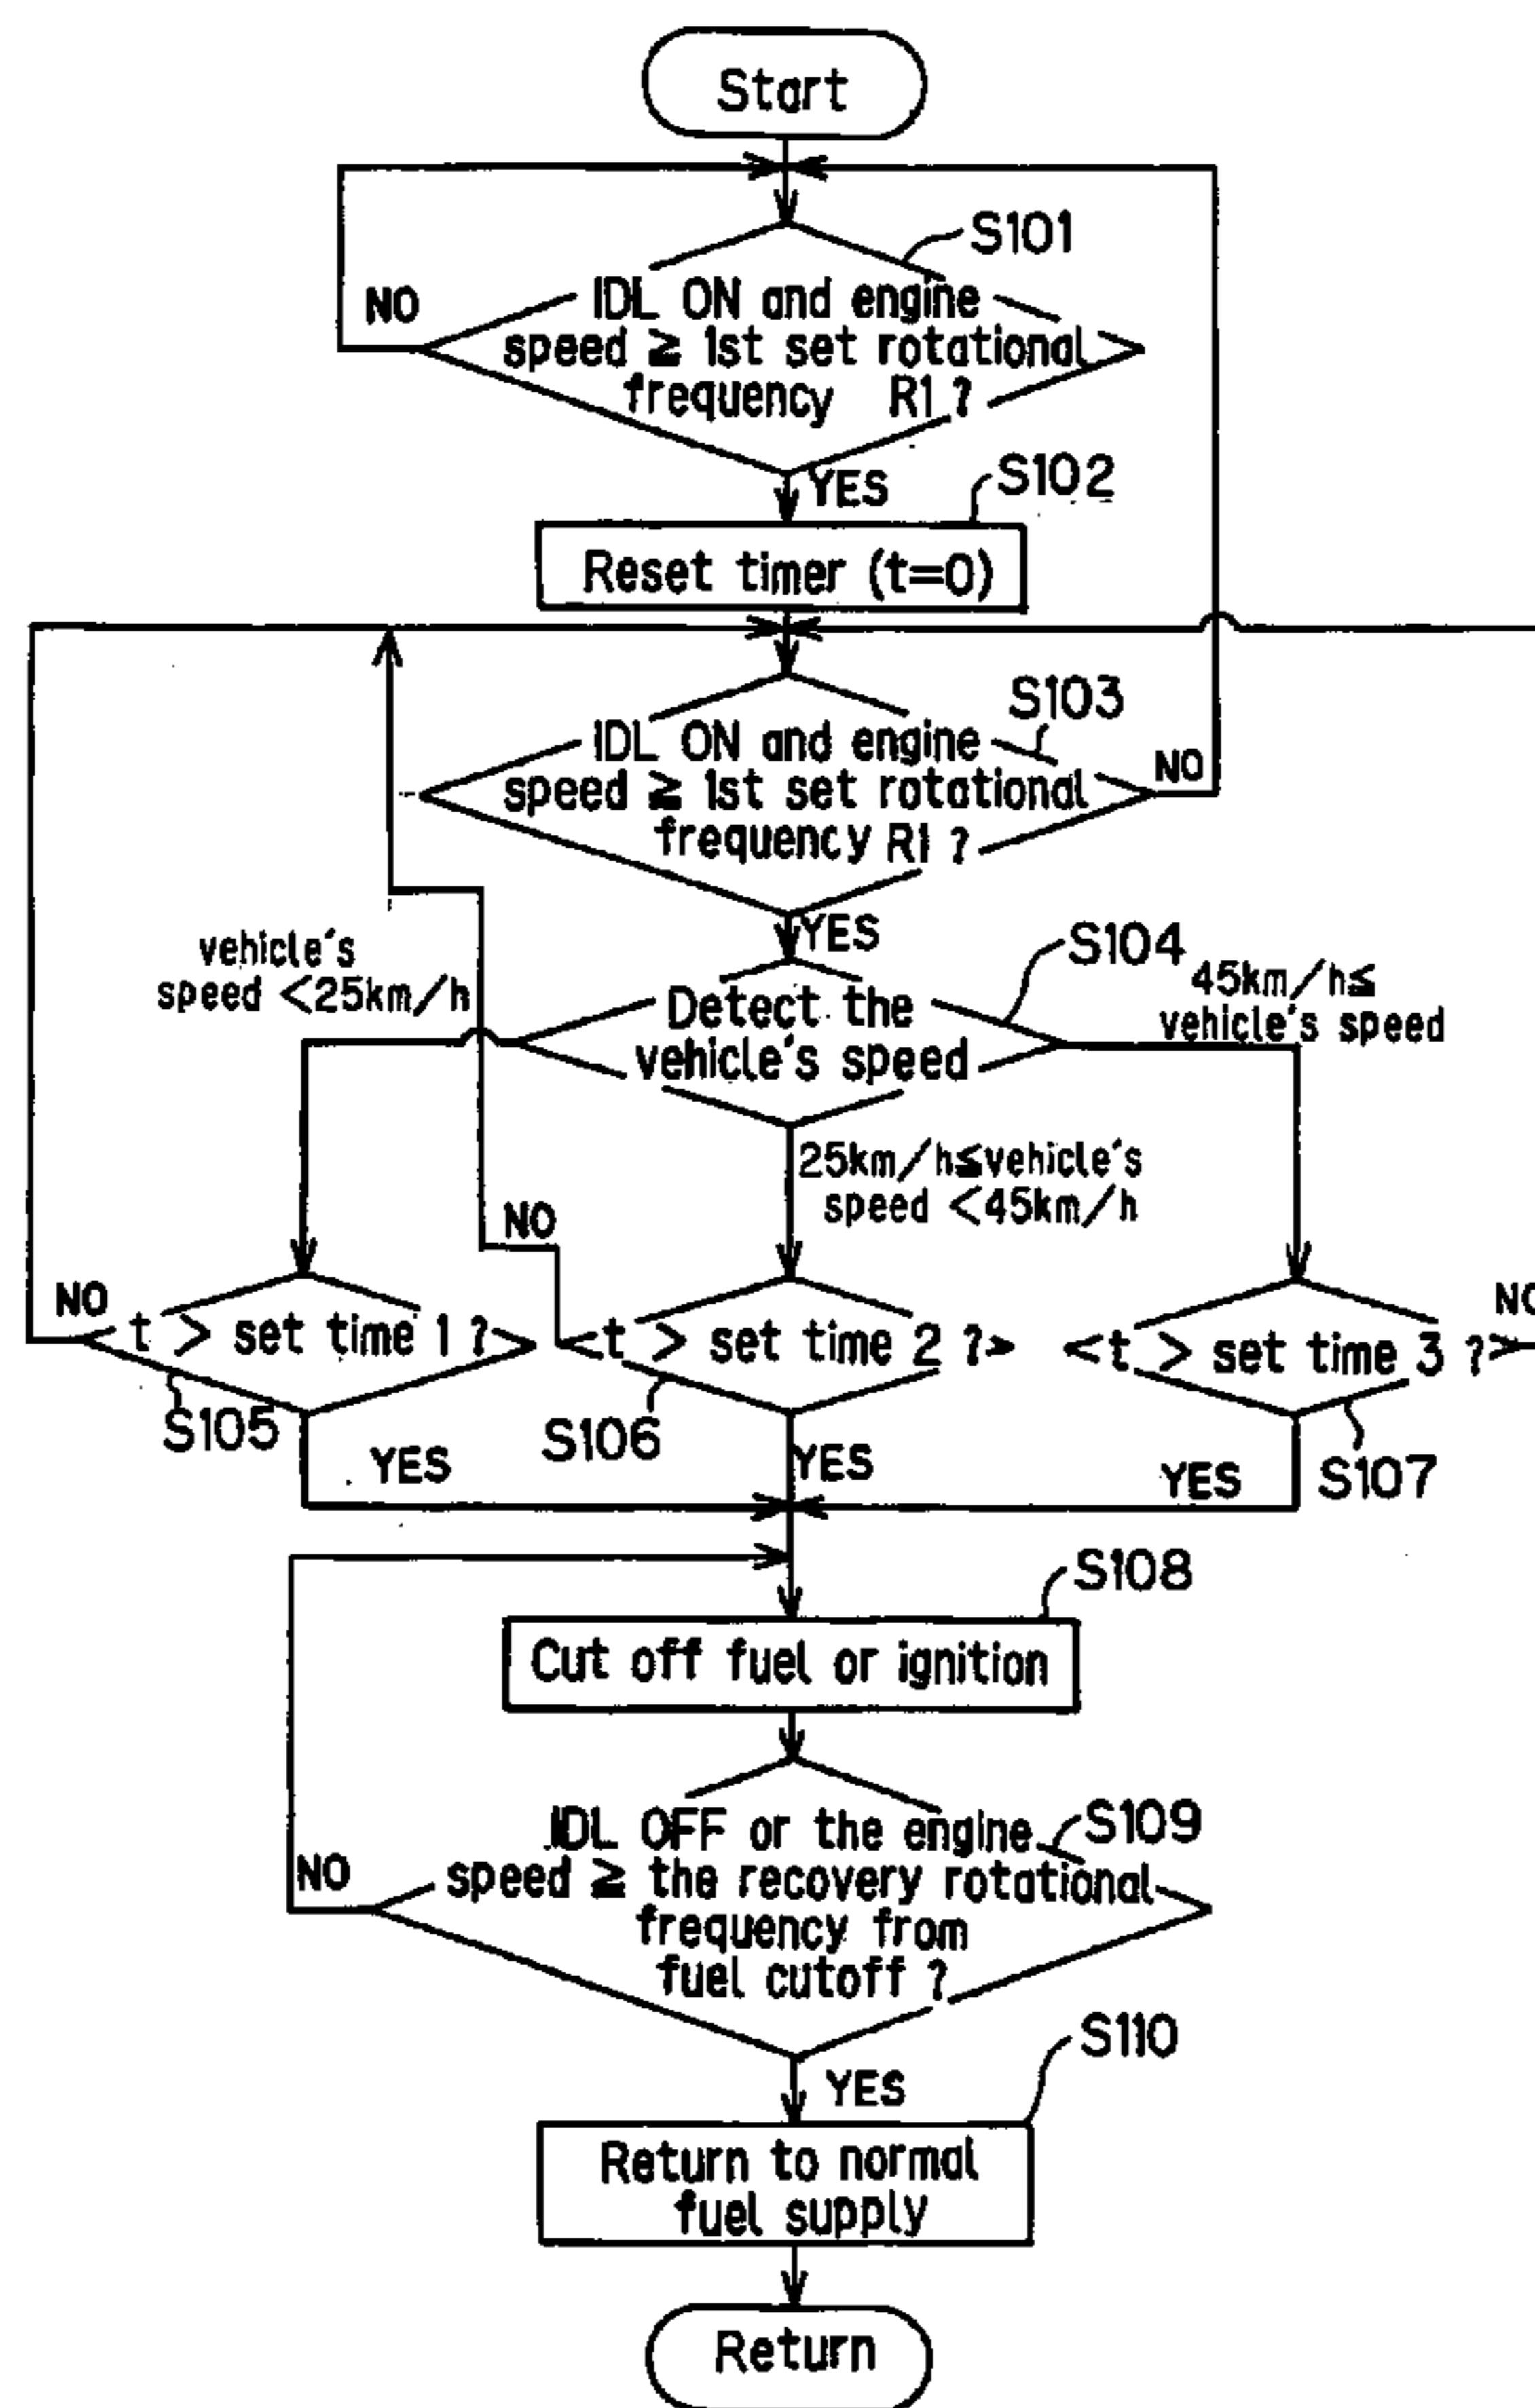 Start
S101
NO
IDL ON and engine
speed ≧ 1st set rotational
frequency R1 ?
YES
S102
Reset timer (t=0)
S103
IDL ON and engine
speed ≧ 1st set rotational
frequency R1 ?
NO
YES
S104
vehicle's
speed <25km/h
Detect the
vehicle's speed
45km/h≦
vehicle's speed
25km/h≦vehicle's
speed <45km/h
NO
NO
NO
t > set time 1 ?
t > set time 2 ?
t > set time 3 ?
S105
S106
S107
YES
YES
YES
S108
Cut off fuel or ignition
S109
IDL OFF or the engine
speed ≧ the recovery rotational
frequency from
fuel cutoff ?
NO
YES
S110
Return to normal
fuel supply
Return